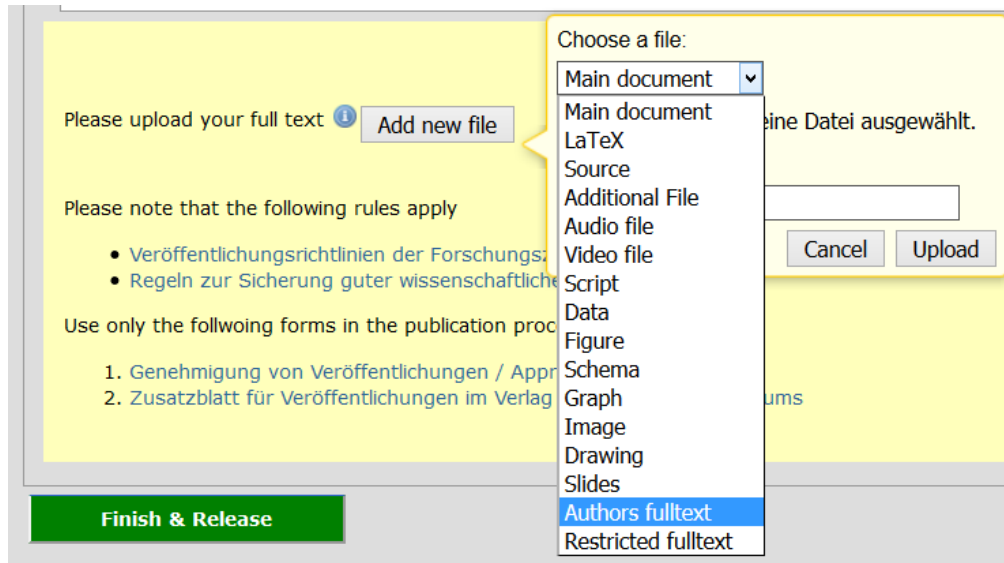 Choose a file:
Main document
Please upload your full text Add new file
Main document
eine Datei ausgewählt.
LaTeX
Source
Additional File
Please note that the following rules apply
Audio file
Veröffentlichungsrichtlinien der Forschungsz
Video file
Cancel Upload
Regeln zur Sicherung guter wissenschaftliche
Script
Data
Use only the follwoing forms in the publication proc
Figure
1. Genehmigung von Veröffentlichungen / Appr
Schema
2. Zusatzblatt für Veröffentlichungen im Verlag
Graph
ums
Image
Drawing
Slides
Authors fulltext
Restricted fulltext
Finish & Release